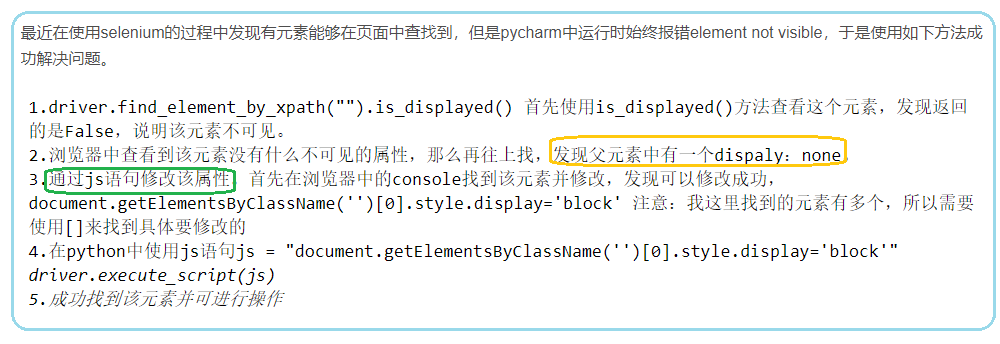 最近在使用selenium的过程中发现有元素能够在页面中查找到，但是pycharm中运行时始终报错element not visible，于是使用如下方法成
功解决问题。
1.driver.find_element_by_xpath("").is_displayed() 首先使用is_displayed()方法查看这个元素，发现返回
的是False，说明该元素不可见。
2.浏览器中查看到该元素没有什么不可见的属性，那么再往上找，发现父元素中有一个dispaly：none。
3.通过js语句修改该属性，首先在浏览器中的console找到该元素并修改，发现可以修改成功，
document.getElementsByClassName('')[0].style.display='block' 注意：我这里找到的元素有多个，所以需要
使用[]来找到具体要修改的
4.在python中使用js语句js = "document.getElementsByClassName('')[0].style.display='block'"
driver.execute_script(js)
5.成功找到该元素并可进行操作